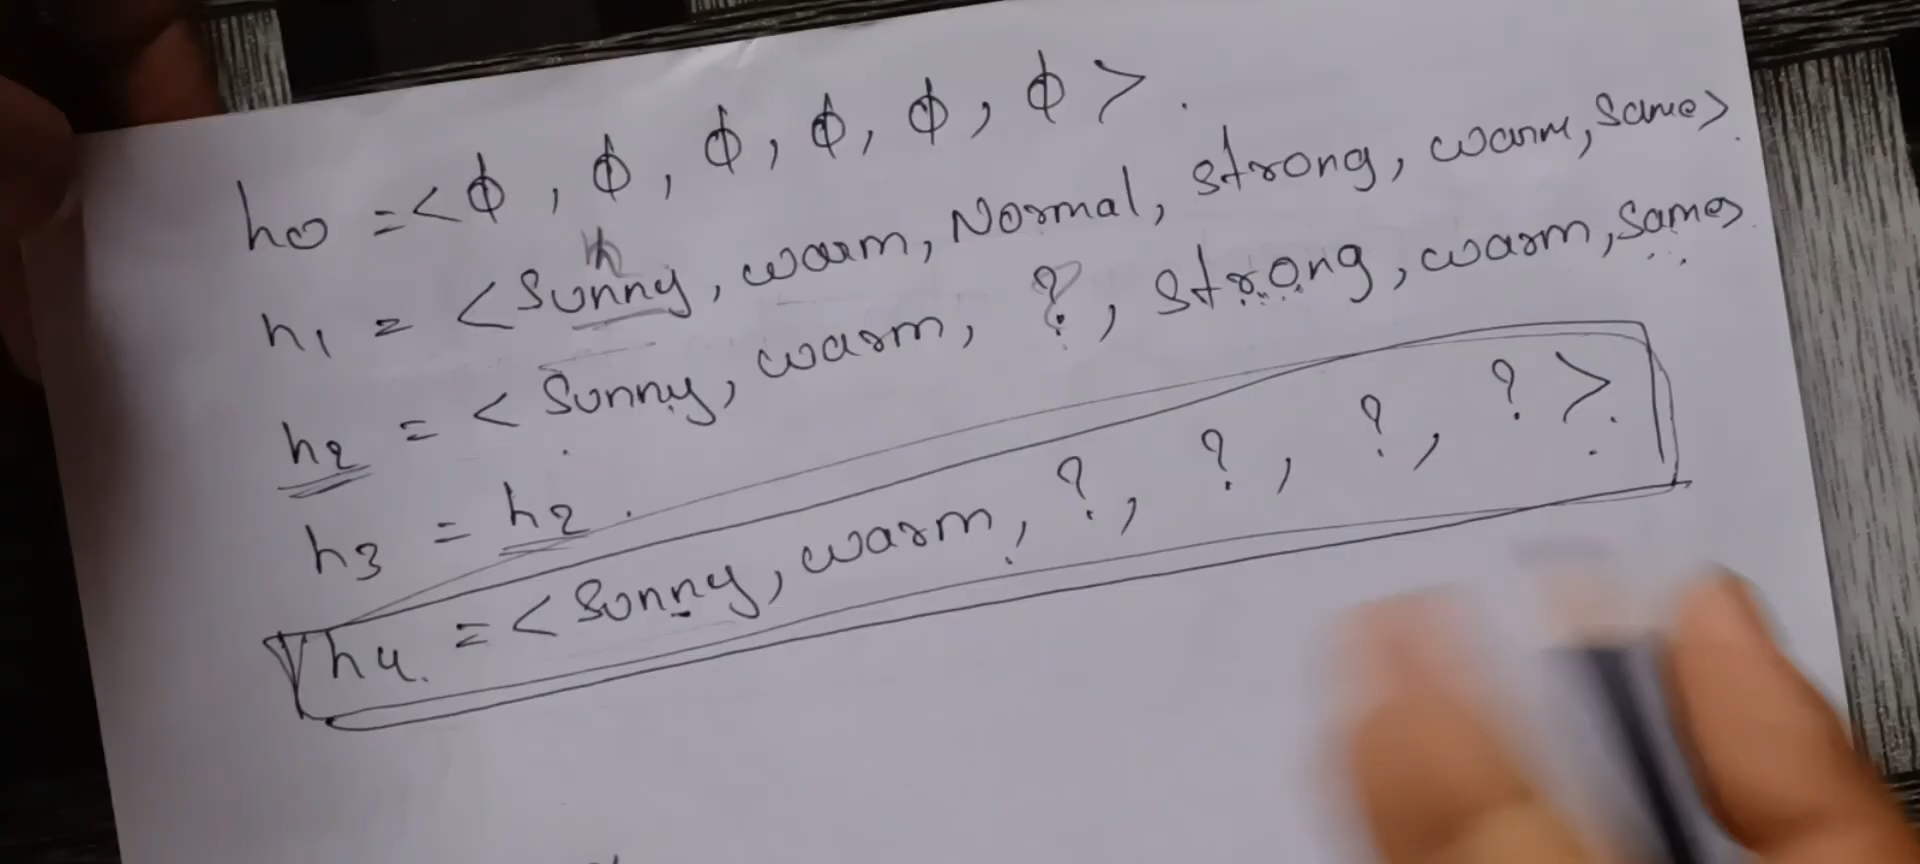 h0 = <ϕ, ϕ, ϕ, ϕ, ϕ, ϕ>.
h1 = <Sunny, warm, Normal, strong, warm, Same>
h2 = <Sunny, warm, ?, strong, warm, Same>
h3 = h2.
h4. = <Sunny, warm, ?, ?, ?, ?>.